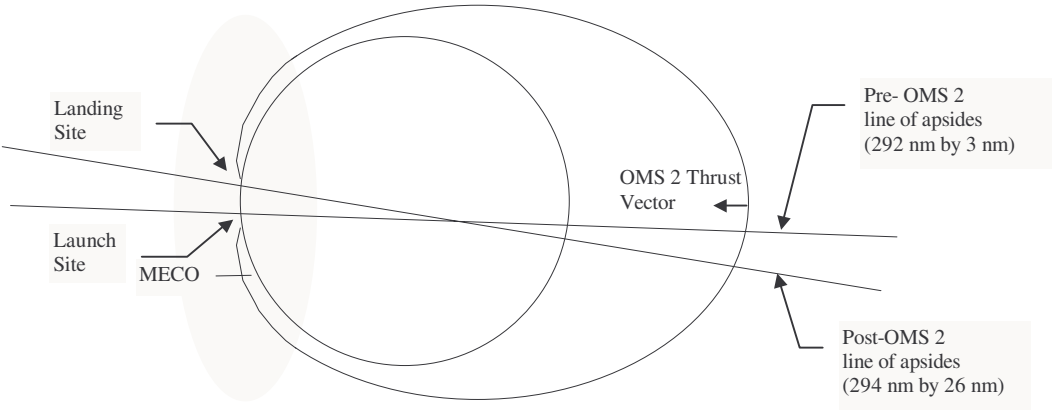 Landing
Site
Pre- OMS 2
line of apsides
(292 nm by 3 nm)
OMS 2 Thrust
Vector
Launch
Site
MECO
Post-OMS 2
line of apsides
(294 nm by 26 nm)